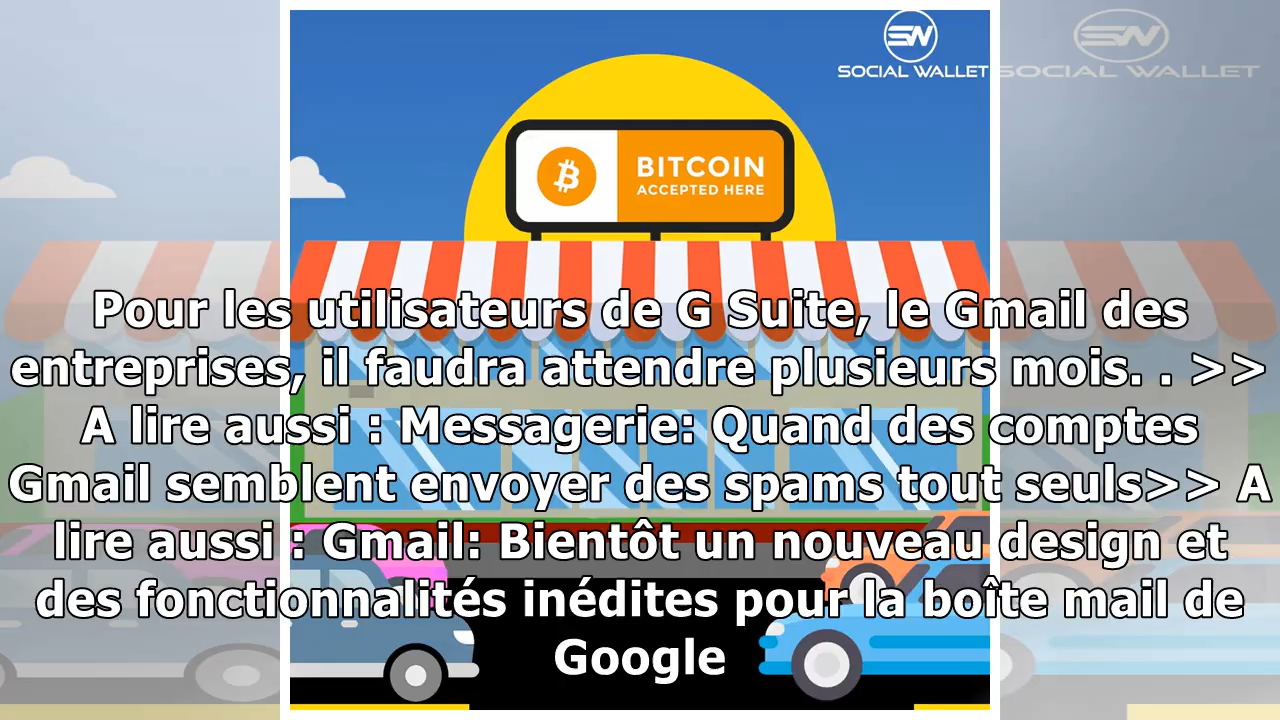 SW
SOCIAL WALLET
SW
SOCIAL WALLET
BITCOIN
ACCEPTED HERE
Pour les utilisateurs de G Suite, le Gmail des
entreprises, il faudra attendre plusieurs mois. . >>
A lire aussi : Messagerie: Quand des comptes
Gmail semblent envoyer des spams tout seuls>> A
lire aussi : Gmail: Bientôt un nouveau design et
des fonctionnalités inédites pour la boîte mail de
Google